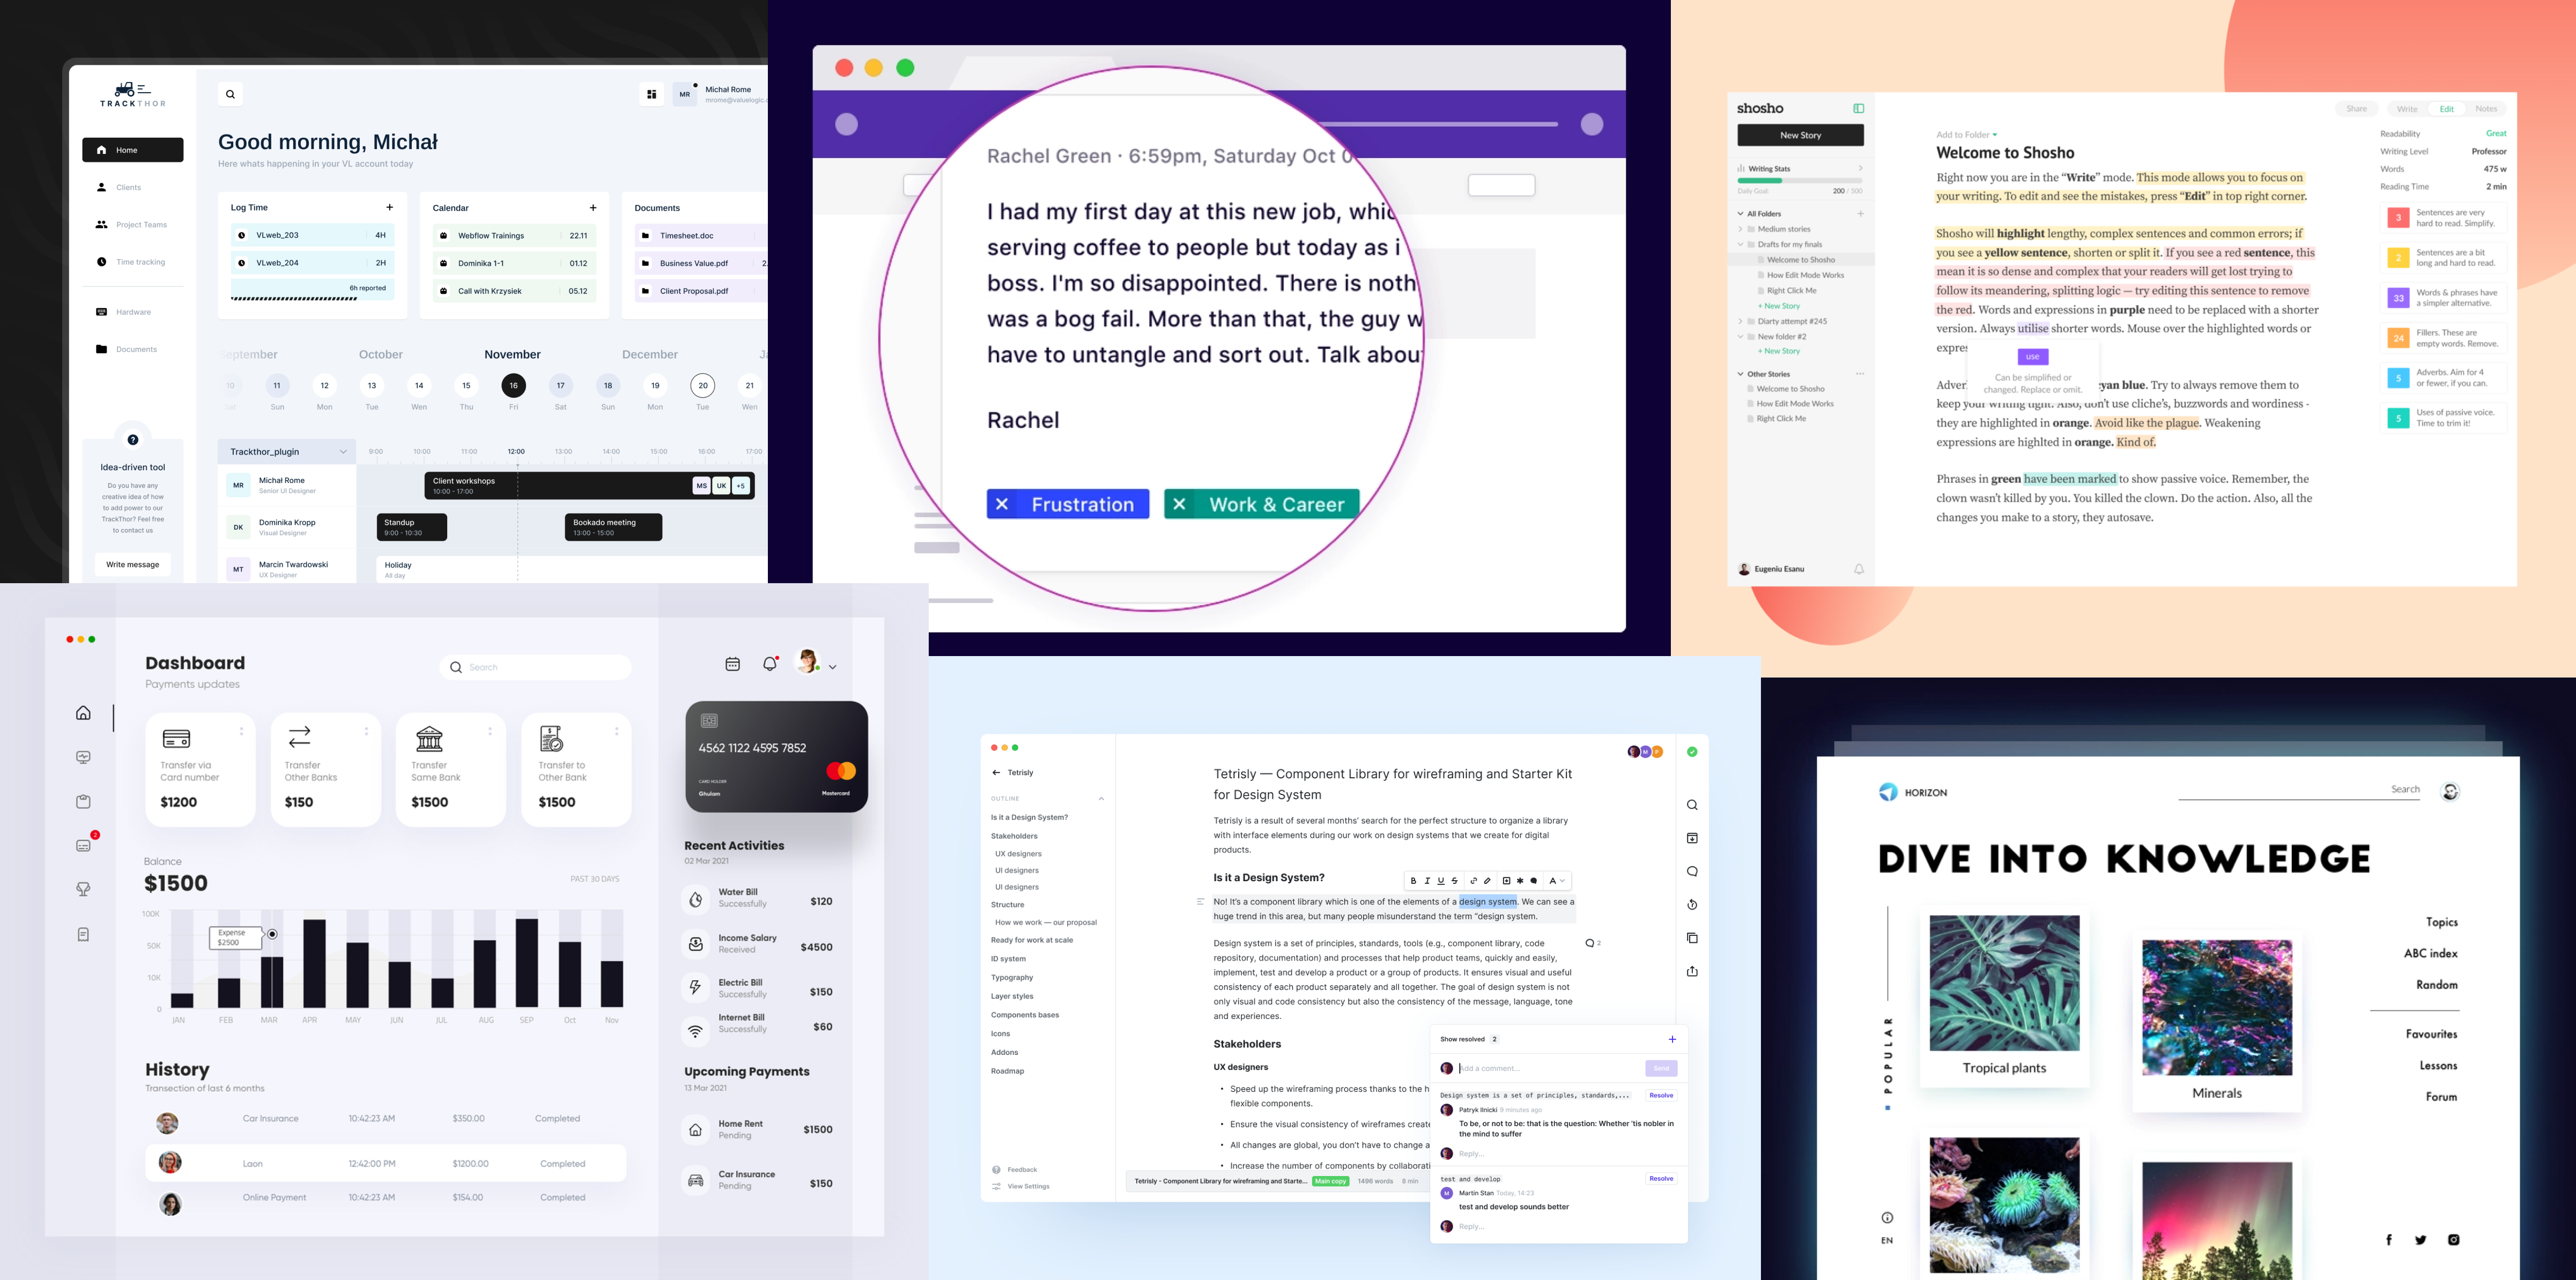 TRACKTHOR
Home
Clients
Project Teams
Time tracking
Hardware
Documents
Idea-driven tool
Do you have any
creative idea of how
to add power to our
TrackThor? Feel free
to contact us
Write message
MR
Michał Rome
Good morning, Michał
Here whats happening in your VL account today
Log Time +
VLweb_203 4H
VLweb_204 2H
6h reported
Calendar +
Webflow Trainings 22.11
Dominika 1-1 01.12
Call with Krzysiek 05.12
Documents
Timesheet.doc
Business Value.pdf
Client Proposal.pdf
September October November December
10 11 12 13 14 15 16 17 18 19 20 21
Sat Sun Mon Tue Wen Thu Fri Sat Sun Mon Tue Wen
Trackthor_plugin
9:00 10:00 11:00 12:00 13:00 14:00 15:00 16:00 17:00
MR Michał Rome
Senior UI Designer
Client workshops
10:00 - 17:00
MS UK +5
DK Dominika Kropp
Visual Designer
Standup
9:00 - 10:30
Bookado meeting
13:00 - 15:00
MT Marcin Twardowski
UX Designer
Holiday
All day
Rachel Green · 6:59pm, Saturday Oct
I had my first day at this new job, whic
serving coffee to people but today as i
boss. I'm so disappointed. There is noth
was a bog fail. More than that, the guy w
have to untangle and sort out. Talk abou
Rachel
Frustration
Work & Career
shosho
New Story
Writing Stats
Daily Goal: 200 / 500
All Folders +
Medium stories
Drafts for my finals
Welcome to Shosho
How Edit Mode Works
Right Click Me
+ New Story
Diarty attempt #245
New folder #2
+ New Story
Other Stories
Welcome to Shosho
How Edit Mode Works
Right Click Me
Eugeniu Esanu
Share Write Edit Notes
Add to Folder
Welcome to Shosho
Right now you are in the “Write” mode. This mode allows you to focus on
your writing. To edit and see the mistakes, press “Edit” in top right corner.
Shosho will highlight lengthy, complex sentences and common errors; if
you see a yellow sentence, shorten or split it. If you see a red sentence, this
mean it is so dense and complex that your readers will get lost trying to
follow its meandering, splitting logic — try editing this sentence to remove
the red. Words and expressions in purple need to be replaced with a shorter
version. Always utilise shorter words. Mouse over the highlighted words or
expres
use
Can be simplified or
changed. Replace or omit.
Adver cyan blue. Try to always remove them to
keep your writing tight. Also, don’t use cliche’s, buzzwords and wordiness -
they are highlighted in orange. Avoid like the plague. Weakening
expressions are highlted in orange. Kind of.
Phrases in green have been marked to show passive voice. Remember, the
clown wasn’t killed by you. You killed the clown. Do the action. Also, all the
changes you make to a story, they autosave.
Readability Great
Writing Level Professor
Words 475 w
Reading Time 2 min
3 Sentences are very
hard to read. Simplify.
2 Sentences are a bit
long and hard to read.
33 Words & phrases have
a simpler alternative.
24 Fillers. These are
empty words. Remove.
5 Adverbs. Aim for 4
or fewer, if you can.
5 Uses of passive voice.
Time to trim it!
Dashboard
Payments updates
Search
Transfer via
Card number
$1200
Transfer
Other Banks
$150
Transfer
Same Bank
$1500
Transfer to
Other Bank
$1500
2
Balance
$1500
PAST 30 DAYS
100K
50K
10K
0
Expense
$2500
JAN FEB MAR APR MAY JUN JUL AUG SEP Oct Nov
History
Transection of last 6 months
Car Insurance 10:42:23 AM $350.00 Completed
Laon 12:42:00 PM $1200.00 Completed
Online Payment 10:42:23 AM $154.00 Completed
4562 1122 4595 7852
CARD HOLDER
Ghulam
Mastercard
Recent Activities
02 Mar 2021
Water Bill
Successfully
$120
Income Salary
Received
$4500
Electric Bill
Successfully
$150
Internet Bill
Successfully
$60
Upcoming Payments
13 Mar 2021
Home Rent
Pending
$1500
Car Insurance
Pending
$150
Tetrisly
OUTLINE
Is it a Design System?
Stakeholders
UX designers
UI designers
UI designers
Structure
How we work — our proposal
Ready for work at scale
ID system
Typography
Layer styles
Components bases
Icons
Addons
Roadmap
Feedback
View Settings
M P
Tetrisly — Component Library for wireframing and Starter Kit
for Design System
Tetrisly is a result of several months’ search for the perfect structure to organize a library
with interface elements during our work on design systems that we create for digital
products.
Is it a Design System?
B I U S A
No! It’s a component library which is one of the elements of a design system. We can see a
huge trend in this area, but many people misunderstand the term “design system.
Design system is a set of principles, standards, tools (e.g., component library, code
repository, documentation) and processes that help product teams, quickly and easily,
implement, test and develop a product or a group of products. It ensures visual and useful
consistency of each product separately and all together. The goal of design system is not
only visual and code consistency but also the consistency of the message, language, tone
and experiences.
2
Stakeholders
UX designers
Speed up the wireframing process thanks to the h
flexible components.
Ensure the visual consistency of wireframes create
All changes are global, you don’t have to change a
Increase the number of components by collaborati
Tetrisly - Component Library for wireframing and Starte... Main copy 1496 words 8 min
Show resolved 2 +
Add a comment... Send
Design system is a set of principles, standards,... Resolve
Patryk Ilnicki 9 minutes ago
To be, or not to be: that is the question: Whether ’tis nobler in
the mind to suffer
Reply...
test and develop Resolve
M Martin Stan Today, 14:23
test and develop sounds better
Reply...
HORIZON
Search
DIVE INTO KNOWLEDGE
POPULAR
Tropical plants
Minerals
Topics
ABC index
Random
Favourites
Lessons
Forum
EN